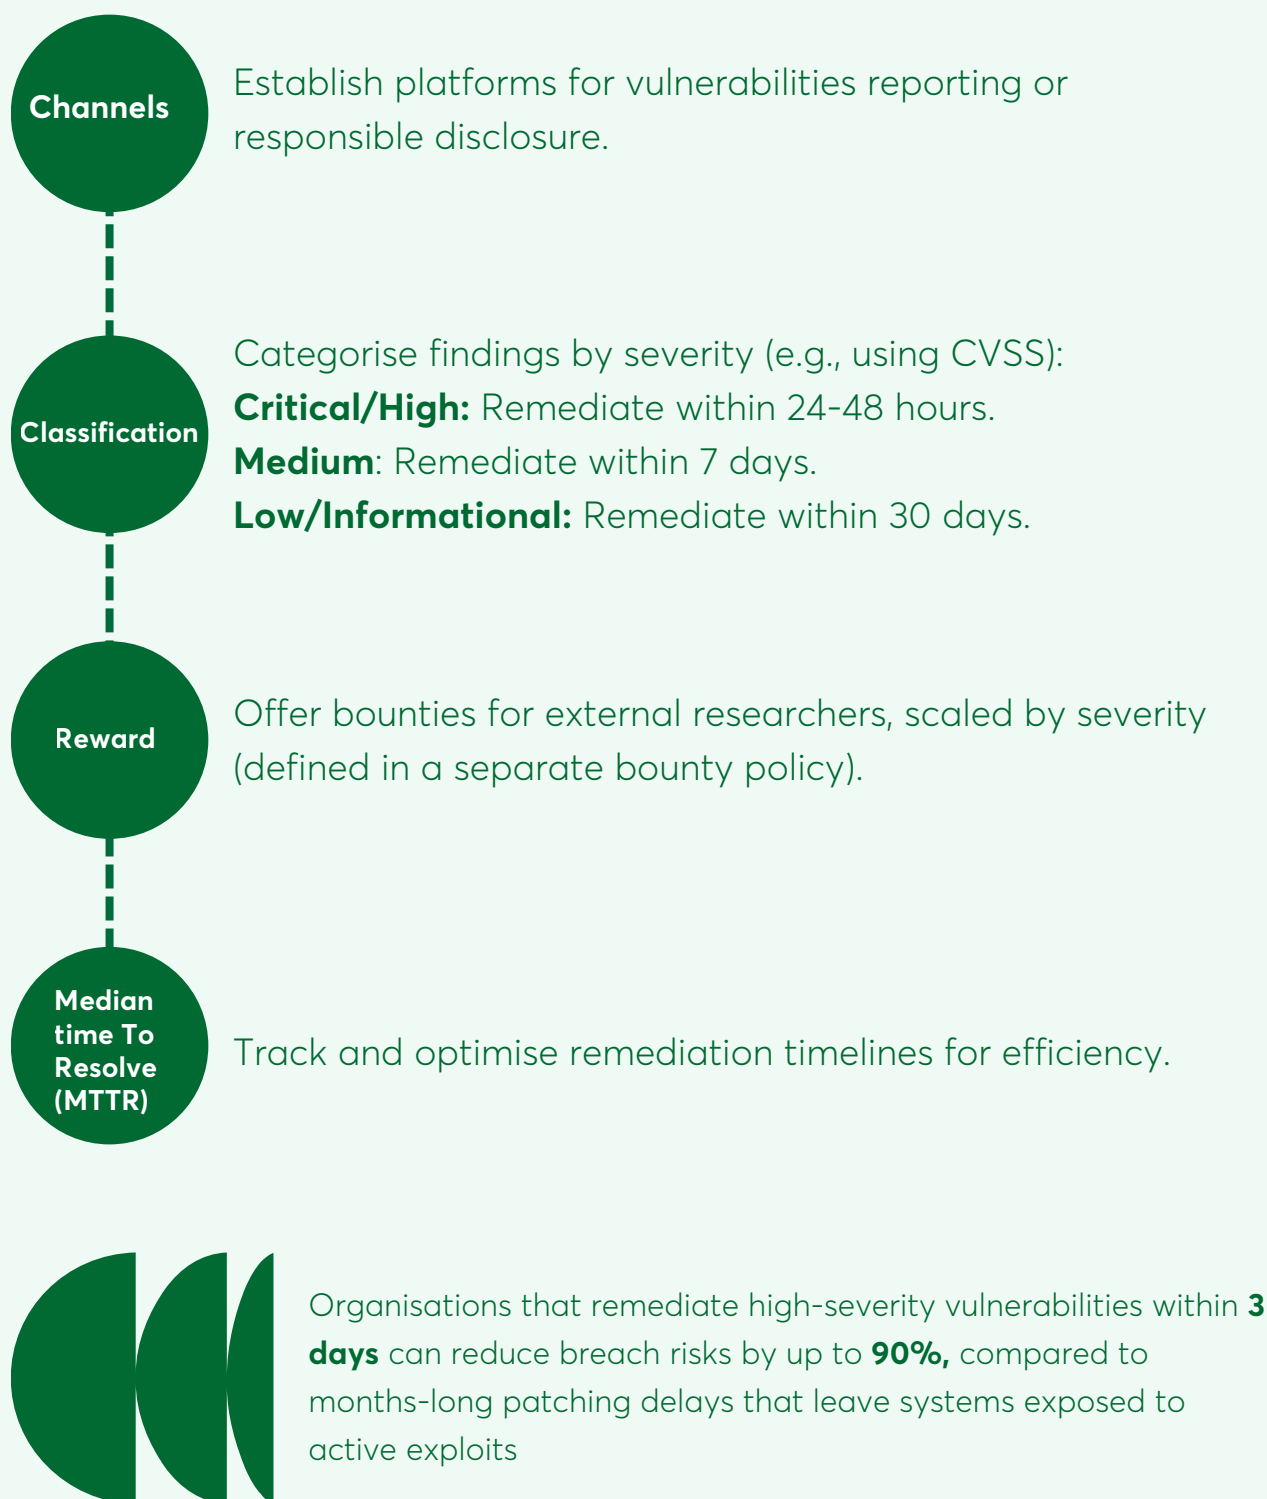 Channels
Establish platforms for vulnerabilities reporting or
responsible disclosure.
Classification
Categorise findings by severity (e.g., using CVSS):
Critical/High: Remediate within 24-48 hours.
Medium: Remediate within 7 days.
Low/Informational: Remediate within 30 days.
Reward
Offer bounties for external researchers, scaled by severity
(defined in a separate bounty policy).
Median
time To
Resolve
(MTTR)
Track and optimise remediation timelines for efficiency.
Organisations that remediate high-severity vulnerabilities within 3
days can reduce breach risks by up to 90%, compared to
months-long patching delays that leave systems exposed to
active exploits